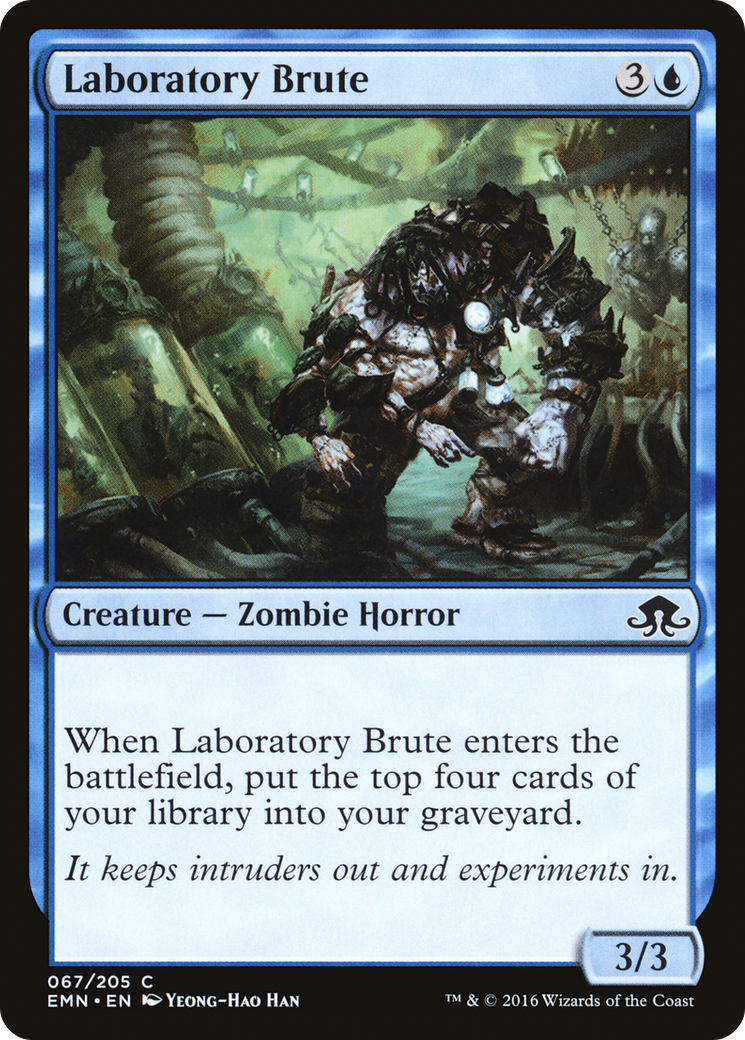 Laboratory Brute 3
Creature — Zombie Horror
When Laboratory Brute enters the
battlefield, put the top four cards of
your library into your graveyard.
It keeps intruders out and experiments in.
3/3
067/205 C
EMN • EN Yeong-Hao Han ™ & © 2016 Wizards of the Coast